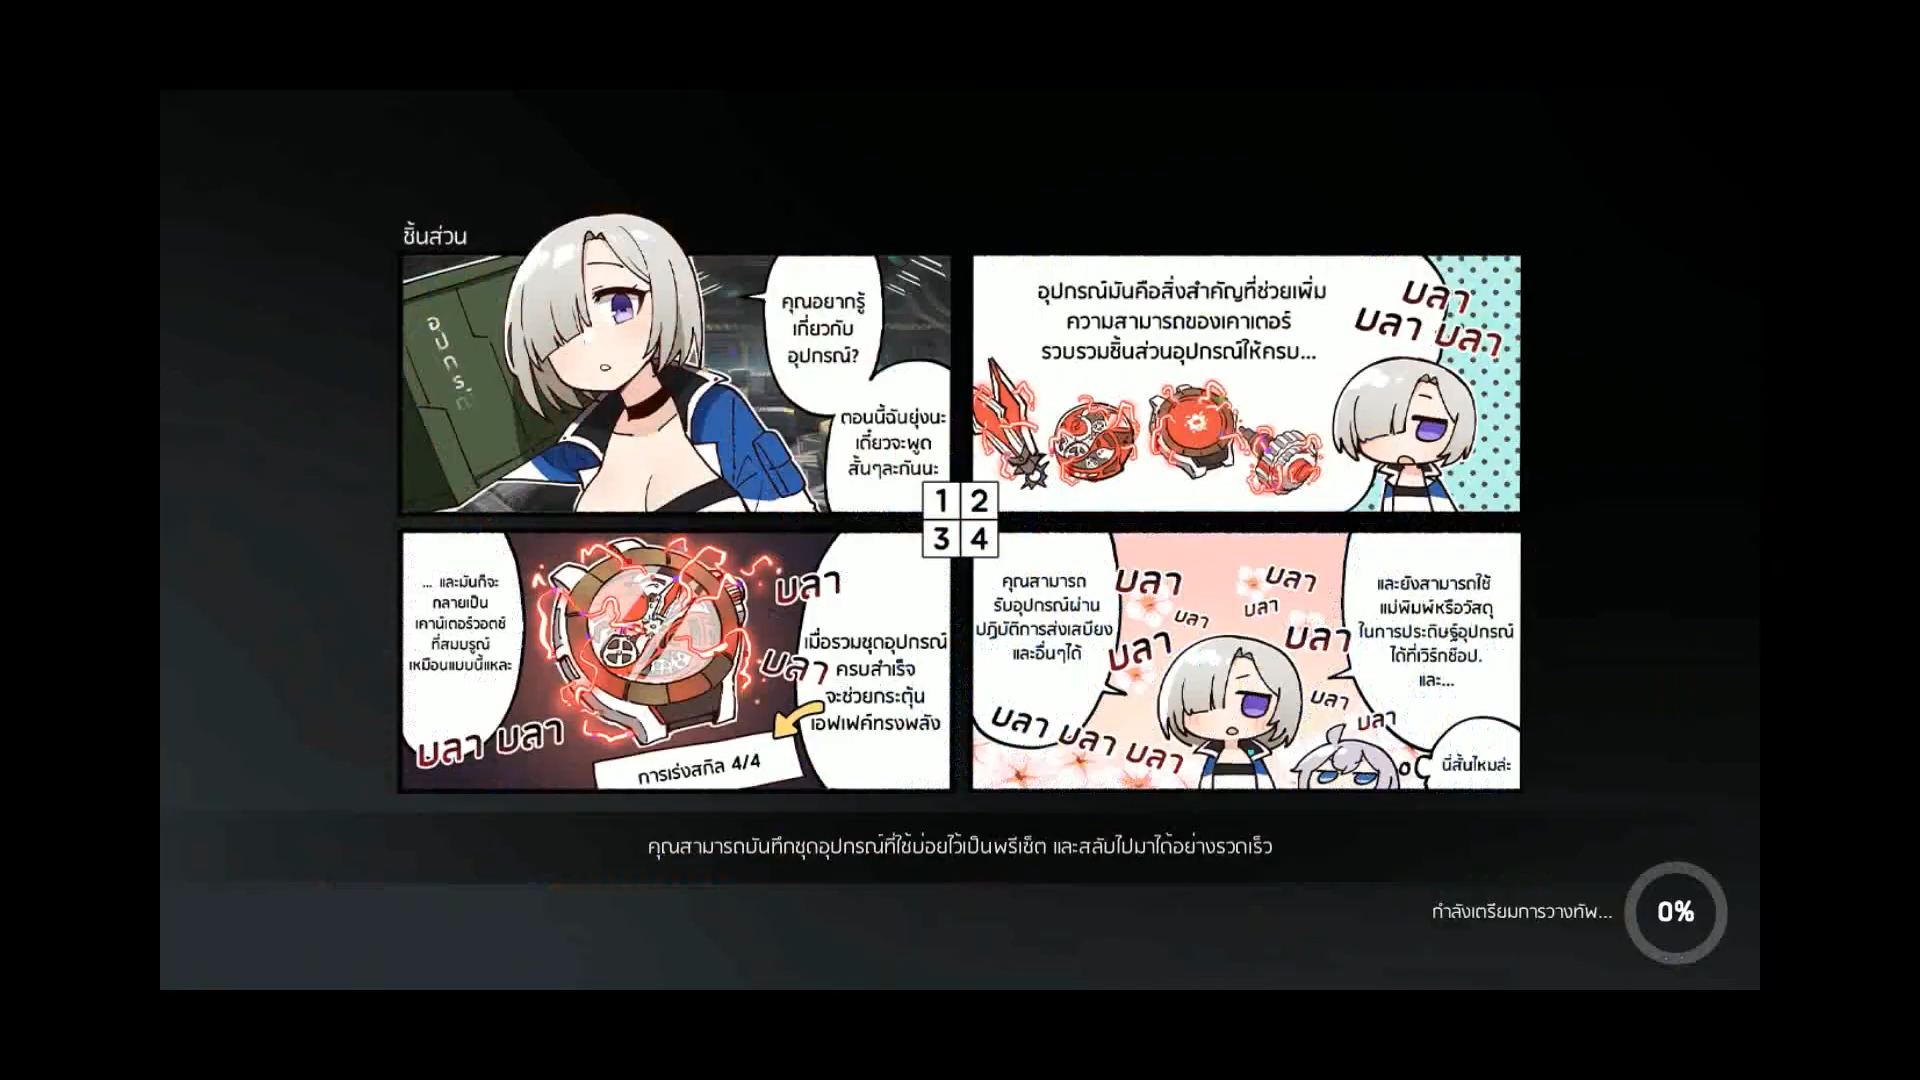 ชิ้นส่วน
อุปกรณ์
คุณอยากรู้
เกี่ยวกับ
อุปกรณ์?
ตอนนี้ฉันยุ่งนะ
เดี๋ยวจะพูด
สั้นๆละกันนะ
อุปกรณ์มันคือสิ่งสำคัญที่ช่วยเพิ่ม
ความสามารถของเคาเตอร์
รวบรวมชิ้นส่วนอุปกรณ์ให้ครบ...
บลา
บลา บลา
1 2
3 4
... และมันก็จะ
กลายเป็น
เคาน์เตอร์วอตช์
ที่สมบรูณ์
เหมือนแบบนี้แหละ
บลา บลา
บลา
บลา
เมื่อรวมชุดอุปกรณ์
ครบสำเร็จ
จะช่วยกระตุ้น
เอฟเฟค์ทรงพลัง
การเร่งสกิล 4/4
คุณสามารถ
รับอุปกรณ์ผ่าน
ปฏิบัติการส่งเสบียง
และอื่นๆได้
บลา
บลา
บลา
บลา
บลา
บลา
บลา
บลา
บลา บลา บลา
และยังสามารถใช้
แม่พิมพ์หรือวัสดุ
ในการประดิษฐ์อุปกรณ์
ได้ที่เวิร์กช็อป.
และ...
นี่สั้นไหมล่ะ
คุณสามารถบันทึกชุดอุปกรณ์ที่ใช้บ่อยไว้เป็นพรีเซ็ต และสลับไปมาได้อย่างรวดเร็ว
กำลังเตรียมการวางทัพ...
0%